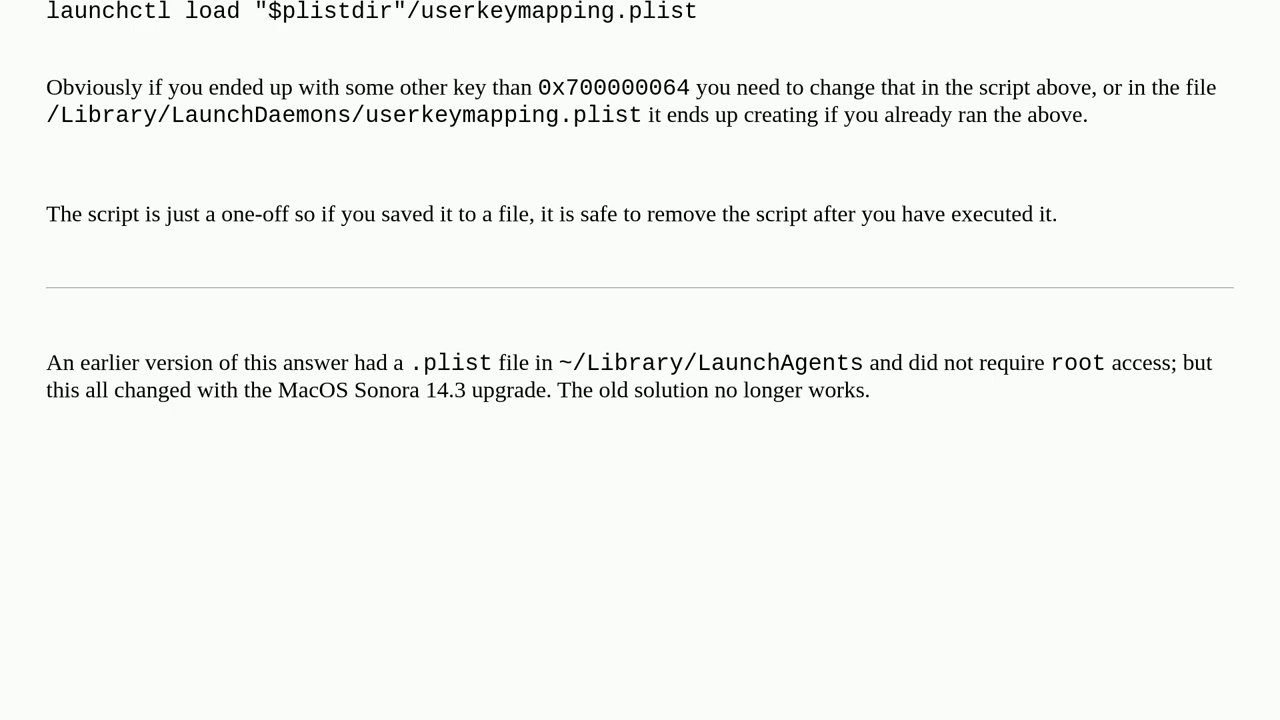 launchctl load "$plistdir"/userkeymapping.plist
Obviously if you ended up with some other key than 0x700000064 you need to change that in the script above, or in the file
/Library/LaunchDaemons/userkeymapping.plist it ends up creating if you already ran the above.
The script is just a one-off so if you saved it to a file, it is safe to remove the script after you have executed it.
An earlier version of this answer had a .plist file in ~/Library/LaunchAgents and did not require root access; but
this all changed with the MacOS Sonora 14.3 upgrade. The old solution no longer works.